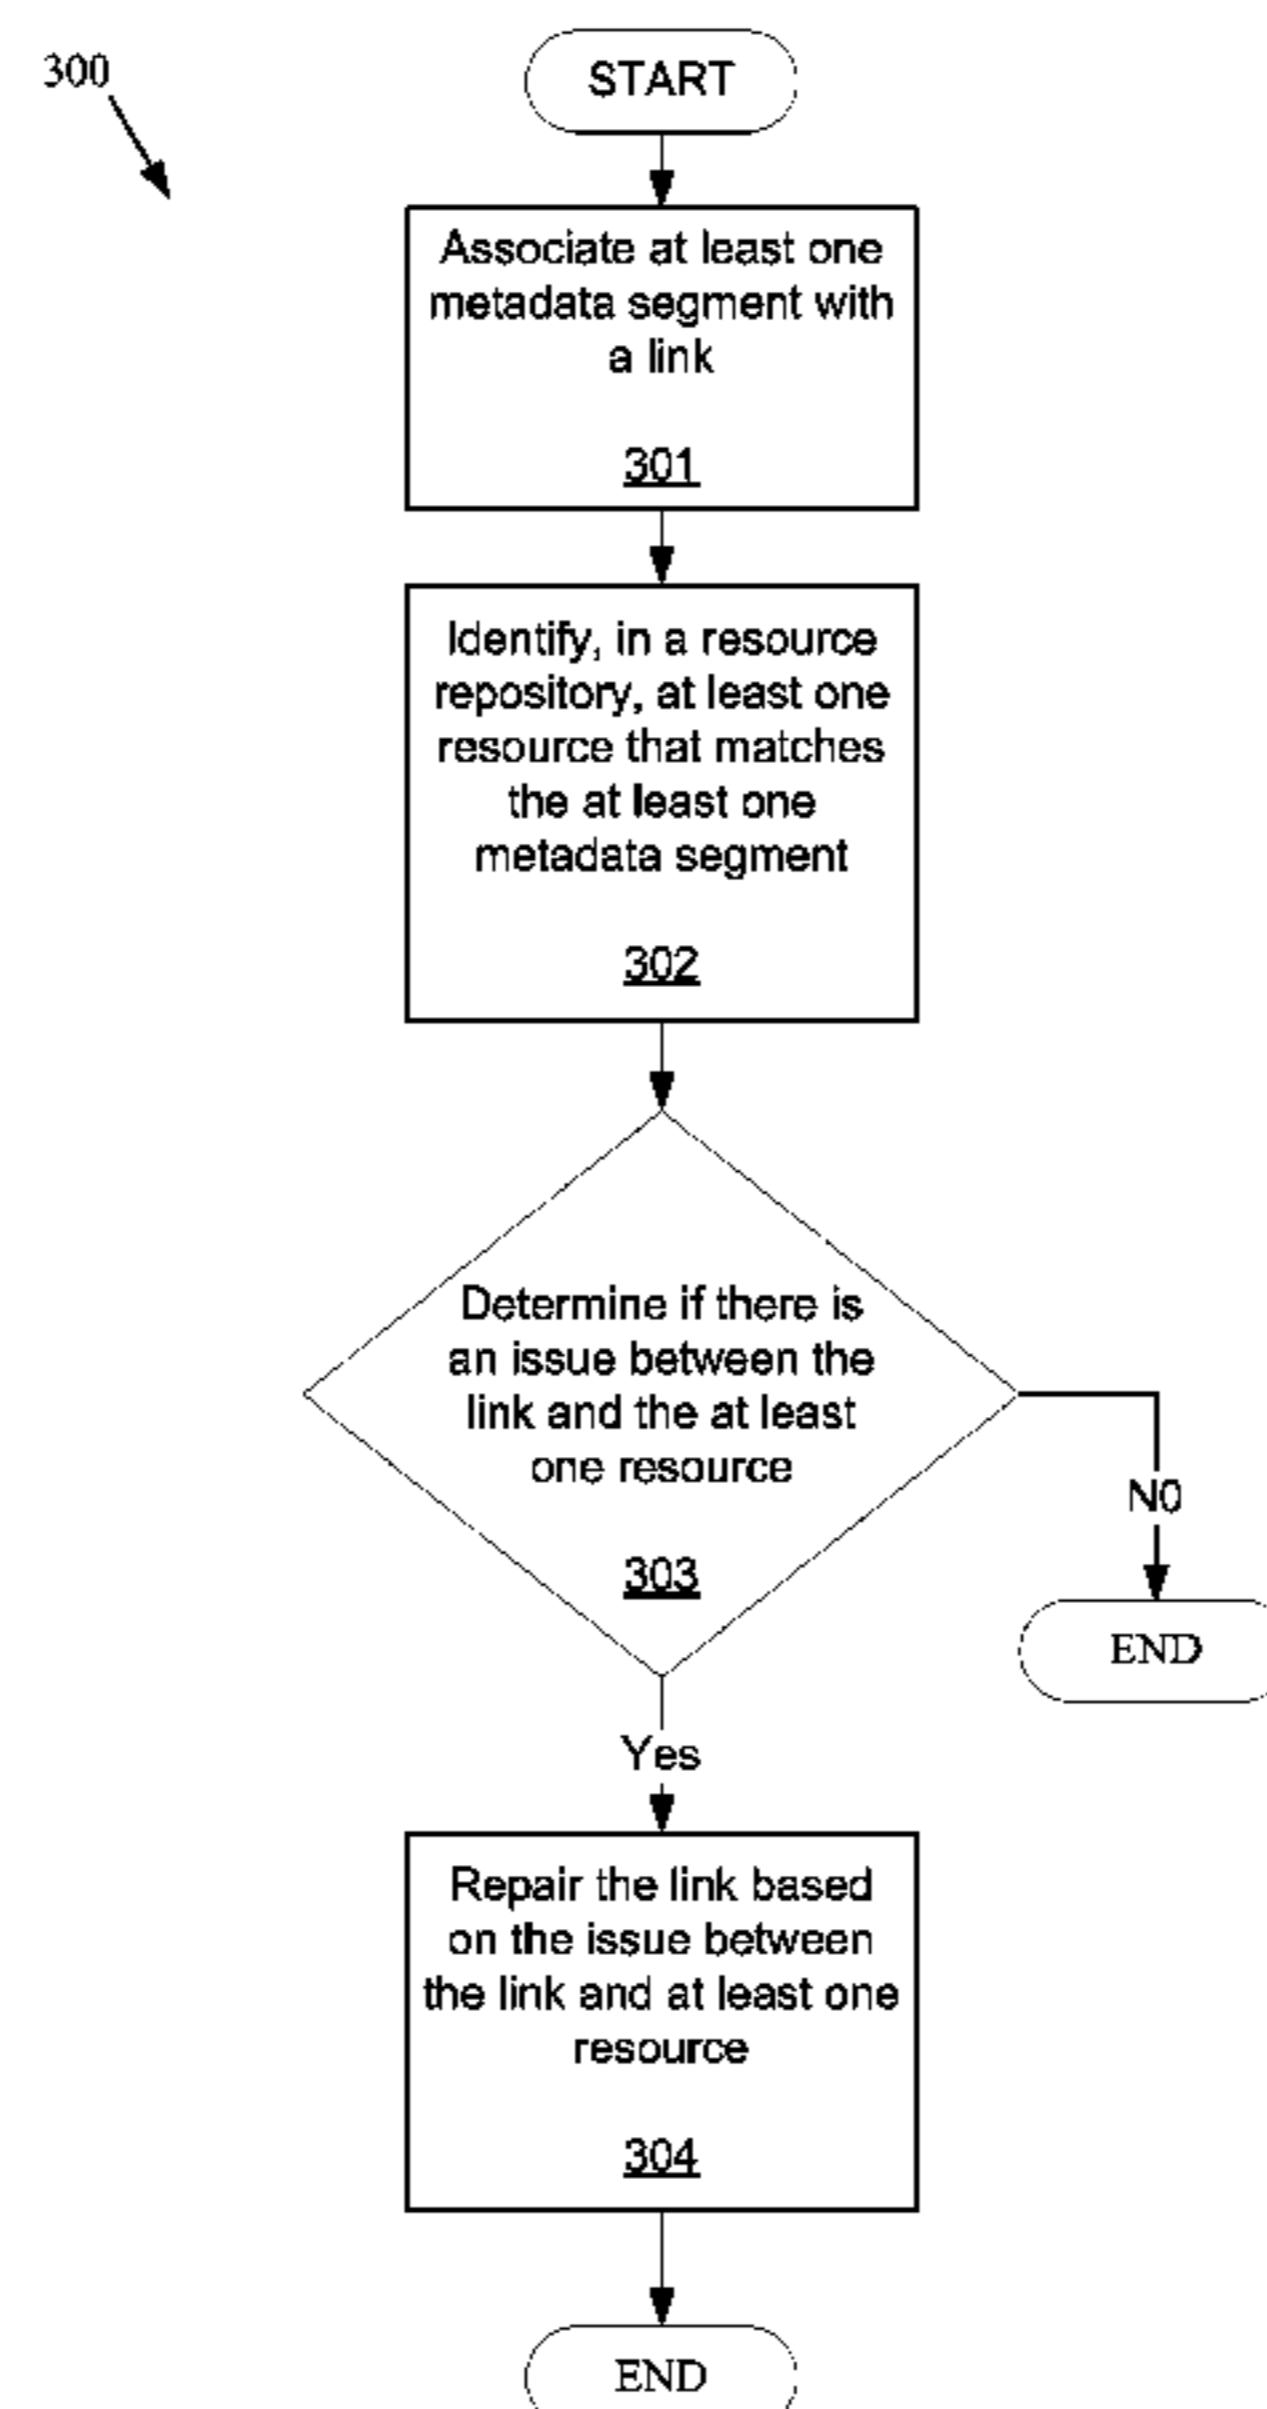 300
START
Associate at least one
metadata segment with
a link
301
Identify, in a resource
repository, at least one
resource that matches
the at least one
metadata segment
302
Determine if there is
an issue between the
link and the at least
one resource
303
N0
END
Yes
Repair the link based
on the issue between
the link and at least one
resource
304
END